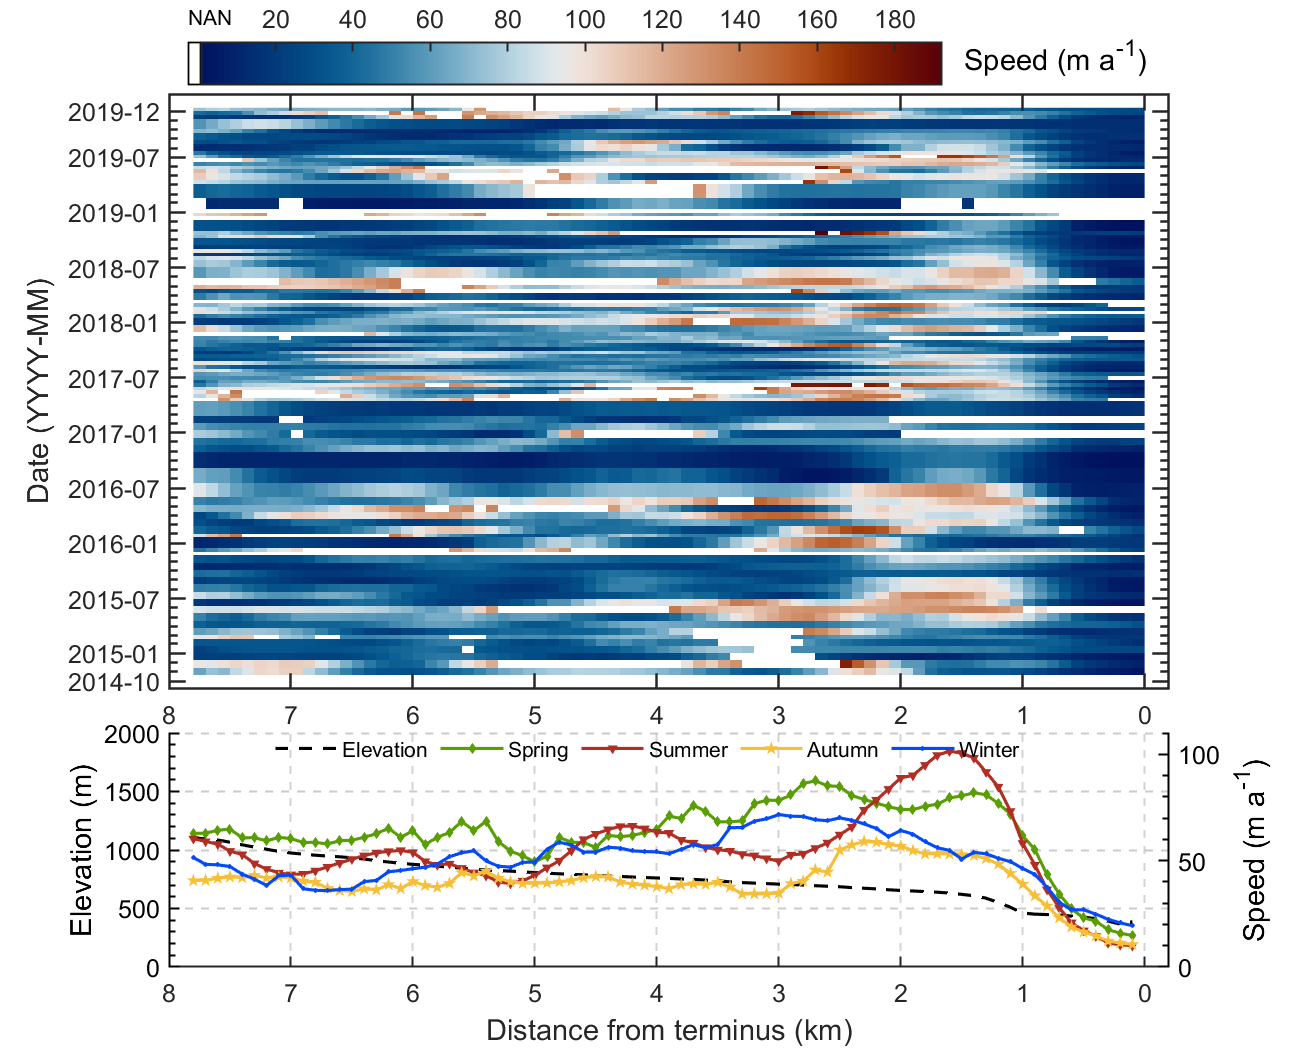 NAN 20 40 60 80 100 120 140 160 180
Speed (m a-1)
2019-12
2019-07
2019-01
2018-07
2018-01
2017-07
2017-01
2016-07
2016-01
2015-07
2015-01
2014-10
Date (YYYY-MM)
8 7 6 5 4 3 2 1 0
Elevation Spring Summer Autumn Winter
2000
1500
1000
500
0
Elevation (m)
100
50
0
Speed (m a-1)
8 7 6 5 4 3 2 1 0
Distance from terminus (km)